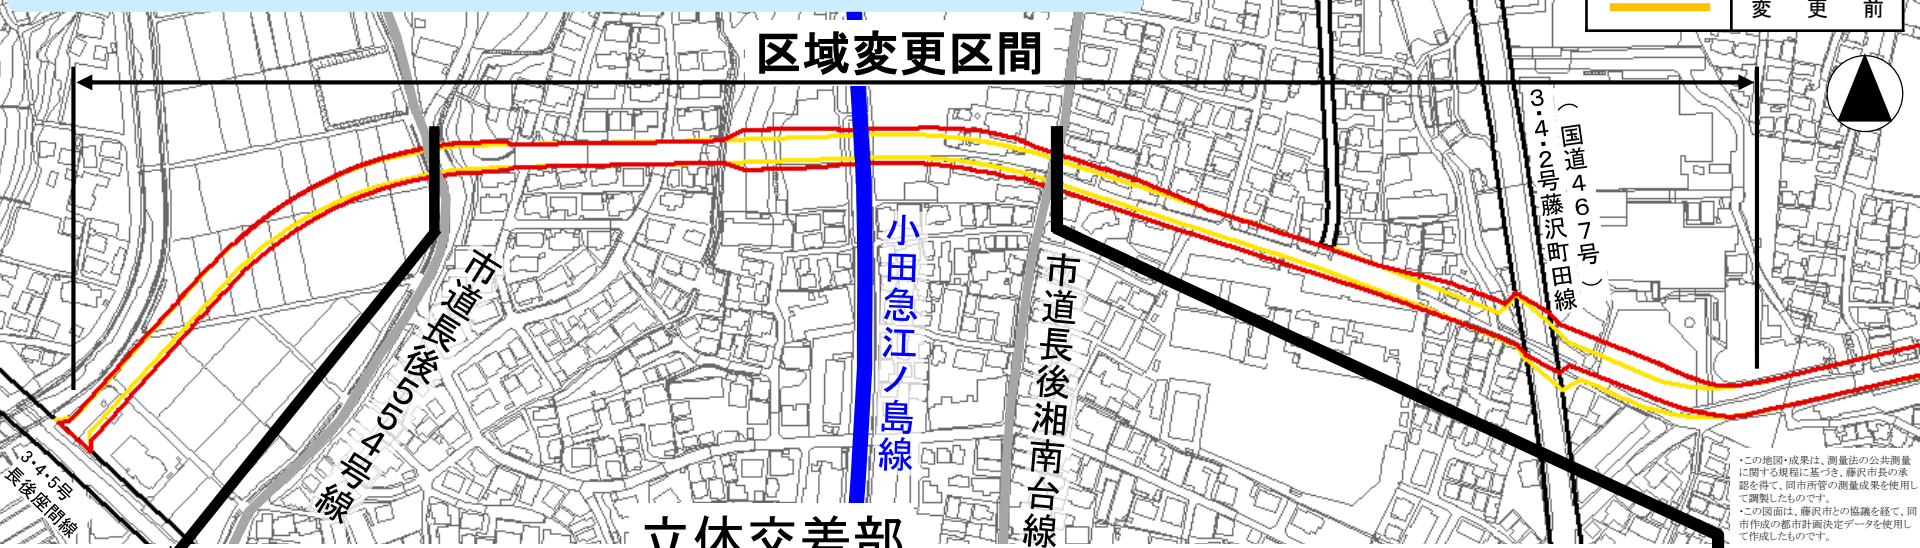 変更前
区域変更区間
3・4・2号藤沢町田線
（国道467号）
小田急江ノ島線
市道長後554号線
市道長後湘南台線
3・4・5号
長後座間線
立体交差部
・この地図・成果は、測量法の公共測量
に関する規程に基づき、藤沢市長の承
認を得て、同市所管の測量成果を使用し
て調製したものです。
・この図面は、藤沢市との協議を経て、同
市作成の都市計画決定データを使用し
て作成したものです。